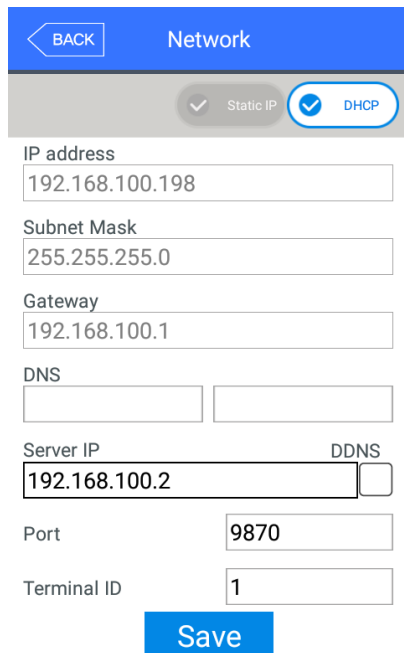 BACK Network
Static IP DHCP
IP address
192.168.100.198
Subnet Mask
255.255.255.0
Gateway
192.168.100.1
DNS
Server IP DDNS
192.168.100.2
Port 9870
Terminal ID 1
Save